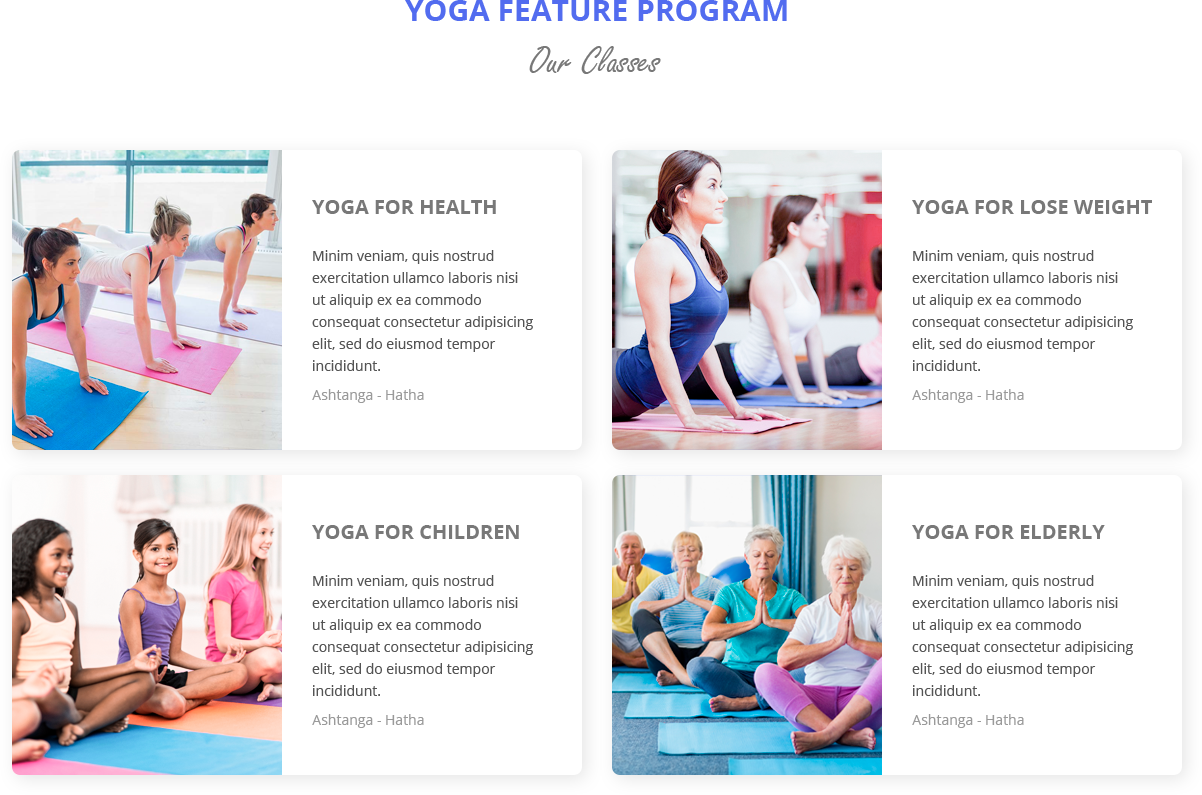 YOGA FEATURE PROGRAM
Our Classes
YOGA FOR HEALTH
Minim veniam, quis nostrud
exercitation ullamco laboris nisi
ut aliquip ex ea commodo
consequat consectetur adipisicing
elit, sed do eiusmod tempor
incididunt.
Ashtanga - Hatha
YOGA FOR LOSE WEIGHT
Minim veniam, quis nostrud
exercitation ullamco laboris nisi
ut aliquip ex ea commodo
consequat consectetur adipisicing
elit, sed do eiusmod tempor
incididunt.
Ashtanga - Hatha
YOGA FOR CHILDREN
Minim veniam, quis nostrud
exercitation ullamco laboris nisi
ut aliquip ex ea commodo
consequat consectetur adipisicing
elit, sed do eiusmod tempor
incididunt.
Ashtanga - Hatha
YOGA FOR ELDERLY
Minim veniam, quis nostrud
exercitation ullamco laboris nisi
ut aliquip ex ea commodo
consequat consectetur adipisicing
elit, sed do eiusmod tempor
incididunt.
Ashtanga - Hatha